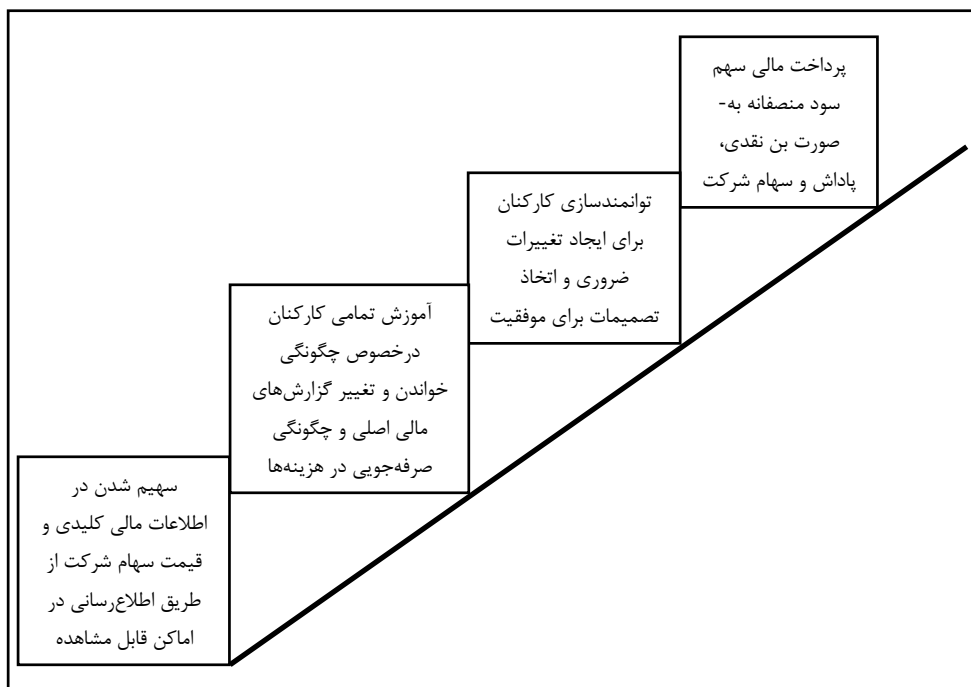 پرداخت مالی سهم
سود منصفانه به-
صورت بن نقدی،
پاداش و سهام شرکت
توانمندسازی کارکنان
برای ایجاد تغییرات
ضروری و اتخاذ
تصمیمات برای موفقیت
آموزش تمامی کارکنان
درخصوص چگونگی
خواندن و تغییر گزارش‌های
مالی اصلی و چگونگی
صرفه‌جویی در هزینه‌ها
سهیم شدن در
اطلاعات مالی کلیدی و
قیمت سهام شرکت از
طریق اطلاع‌رسانی در
اماکن قابل مشاهده